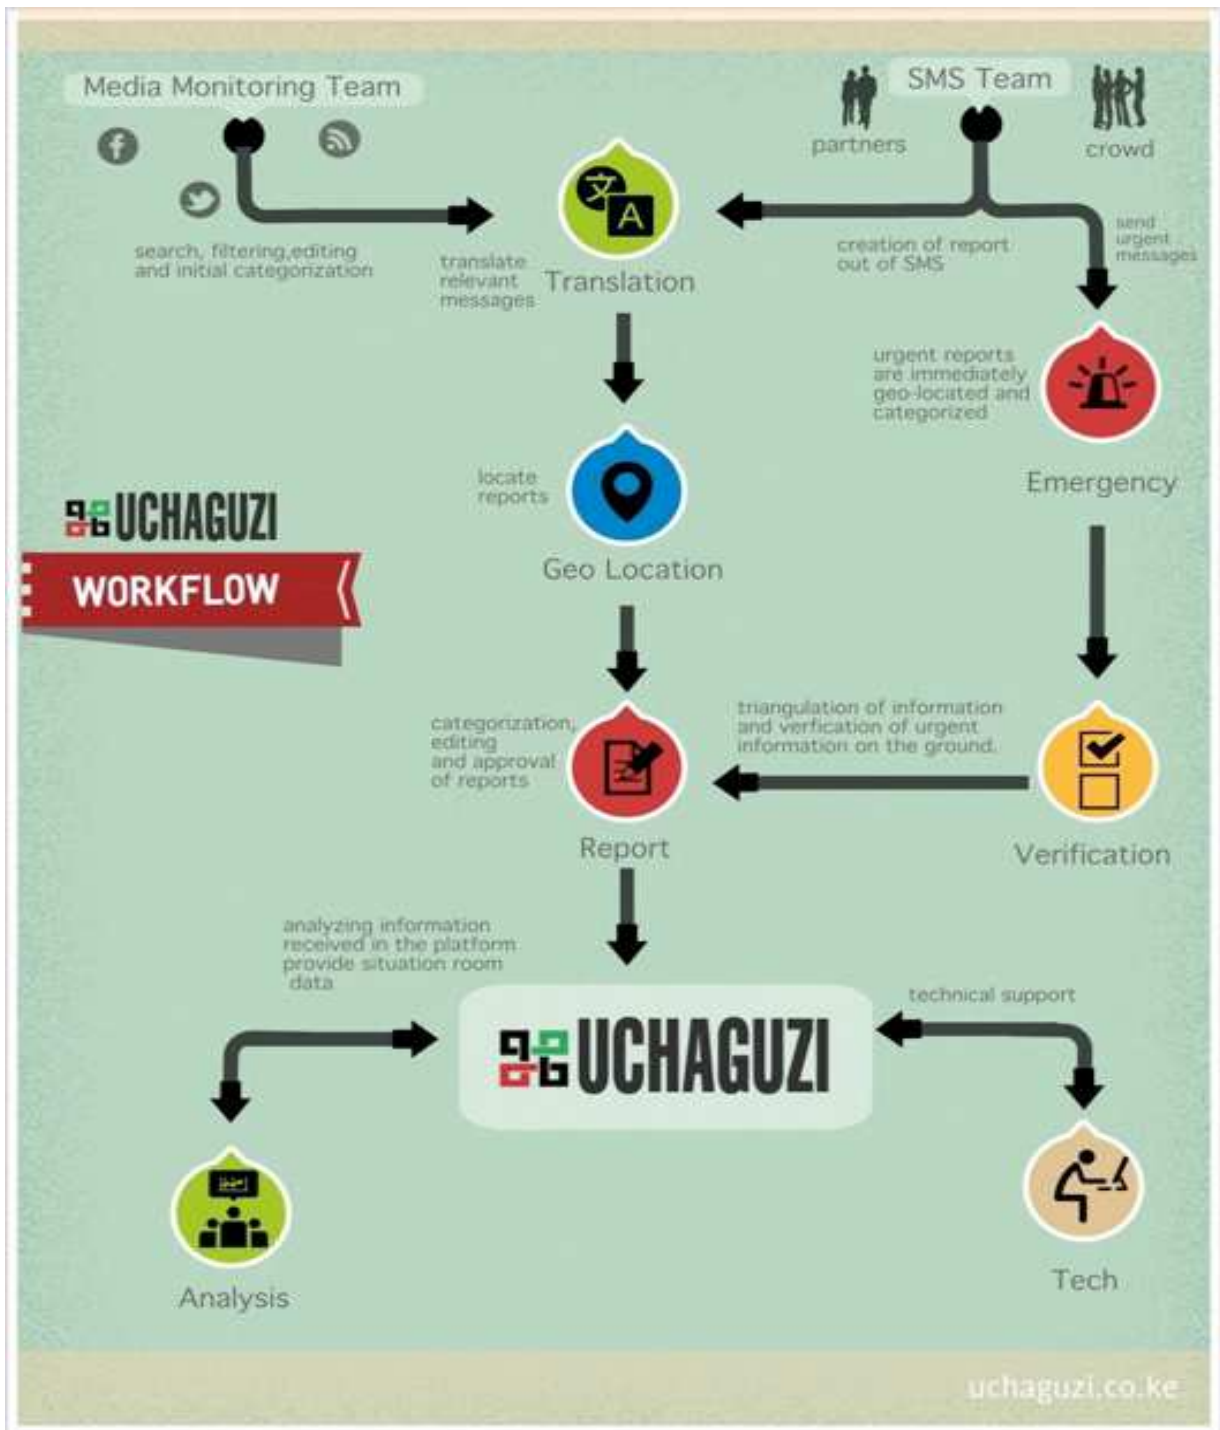 Media Monitoring Team
SMS Team
partners
crowd
search, filtering,editing
and initial categorization
translate
relevant
messages
文
A
Translation
creation of report
out of SMS
send
urgent
messages
urgent reports
are immediately
geo-located and
categorized
Emergency
locate
reports
Geo Location
UCHAGUZI
WORKFLOW
categorization,
editing
and approval
of reports
Report
triangulation of information
and verfication of urgent
information on the ground.
Verification
analyzing information
received in the platform
provide situation room
data
technical support
UCHAGUZI
Analysis
Tech
uchaguzi.co.ke